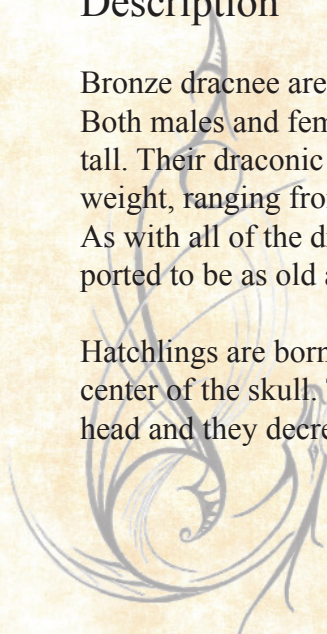 Description
Bronze dracnee are
Both males and fem
tall. Their draconic
weight, ranging fro
As with all of the d
ported to be as old a
Hatchlings are born
center of the skull.
head and they decre